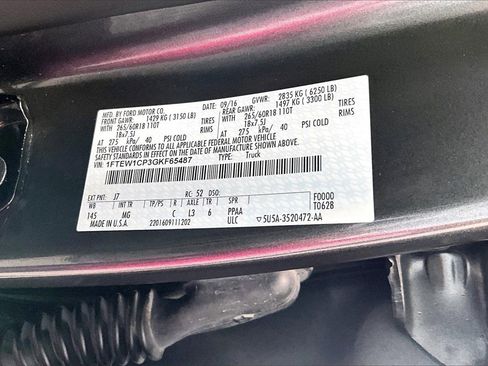 MFD. BY FORD MOTOR CO. 09/16 GVWR: 2835 KG ( 6250 LB)
FRONT GAWR: 1429 KG ( 3150 LB) REAR GAWR: 1497 KG ( 3300 LB)
WITH WITH
265/60R18 110T TIRES 265/60R18 110T TIRES
18x7.5J RIMS 18x7.5J RIMS
AT 275 kPa/ 40 PSI COLD AT 275 kPa/ 40 PSI COLD
THIS VEHICLE CONFORMS TO ALL APPLICABLE FEDERAL MOTOR VEHICLE
SAFETY STANDARDS IN EFFECT ON THE DATE OF MANUFACTURE SHOWN ABOVE.
VIN: 1FTEW1CP3GKF65487
TYPE: Truck
EXT PNT: J7 RC: 52 DSO:
WB INT TR TP/PS R AXLE TR SPR F0000
145 MG C L3 6 PPAA T0628
MADE IN U.S.A. 2201609111202 ULC 5U5A-3520472-AA